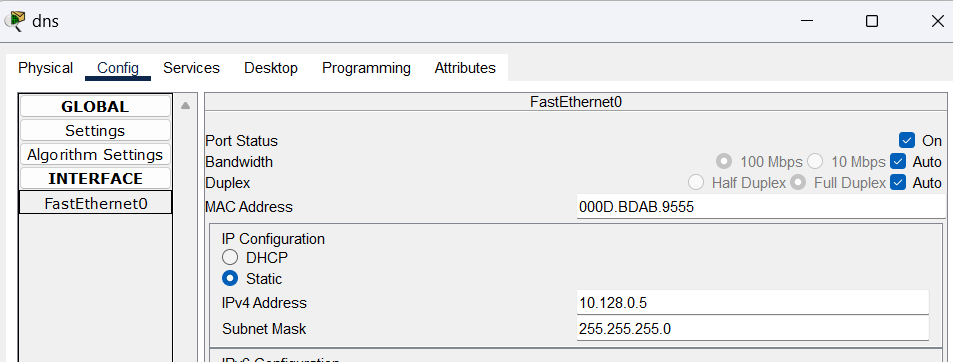 dns
Physical Config Services Desktop Programming Attributes
GLOBAL
Settings
Algorithm Settings
INTERFACE
FastEthernet0
FastEthernet0
Port Status On
Bandwidth 100 Mbps 10 Mbps Auto
Duplex Half Duplex Full Duplex Auto
MAC Address 000D.BDAB.9555
IP Configuration
DHCP
Static
IPv4 Address 10.128.0.5
Subnet Mask 255.255.255.0
IPv6 Configuration